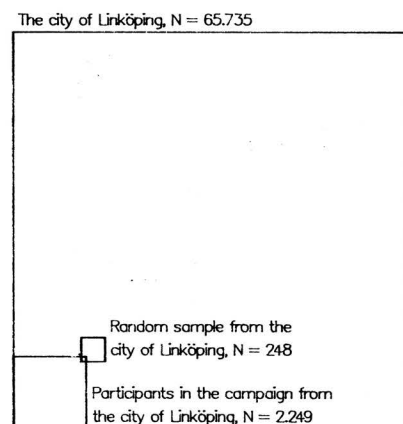 The city of Linköping, N = 65.735
Random sample from the
city of Linköping, N = 248
Participants in the campaign from
the city of Linköping, N = 2.249